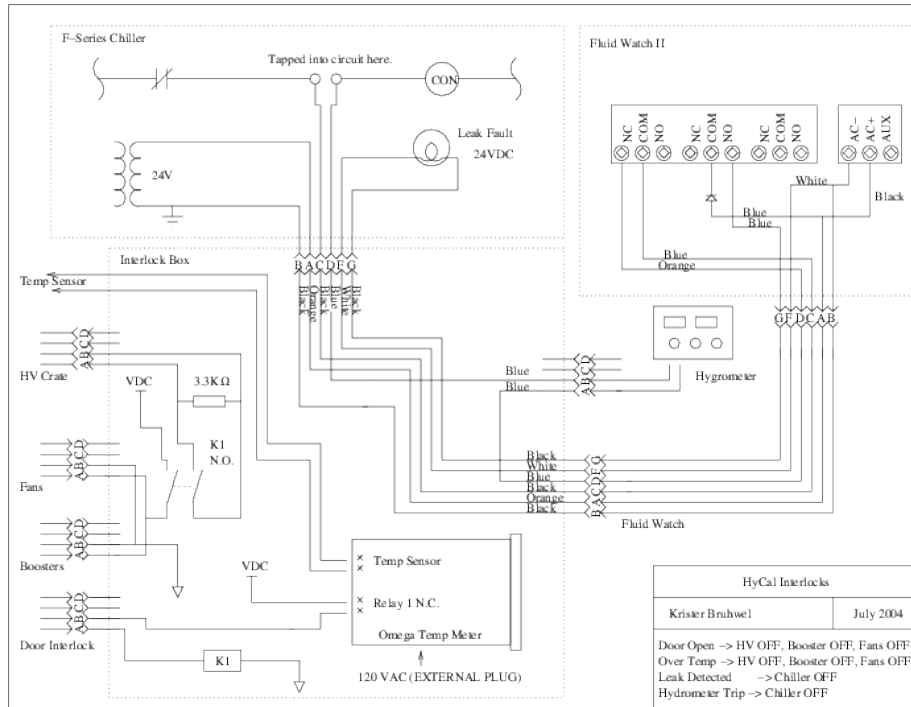 F-Series Chiller
Fluid Watch II
Tapped into circuit here.
CON
Leak Fault
24VDC
24V
NC COM NO NC COM NO NC COM NO
AC- AC+ AUX
White
Black
Blue
Blue
Blue
Orange
Interlock Box
B A C D F G
Black Orange Black Blue White Black
Temp Sensor
G F D C A B
A B C D
HV Crate
VDC
3.3KΩ
K1
N.O.
A B C D
Blue
Blue
Hygrometer
A B C D
Fans
Black
White
Blue
Black
Orange
Black
B A C D F G
Fluid Watch
A B C D
Boosters
VDC
Temp Sensor
Relay 1 N.C.
Omega Temp Meter
A B C D
Door Interlock
K1
120 VAC (EXTERNAL PLUG)
HyCal Interlocks
Krister Bruhwel
July 2004
Door Open -> HV OFF, Booster OFF, Fans OFF
Over Temp -> HV OFF, Booster OFF, Fans OFF
Leak Detected -> Chiller OFF
Hydrometer Trip -> Chiller OFF